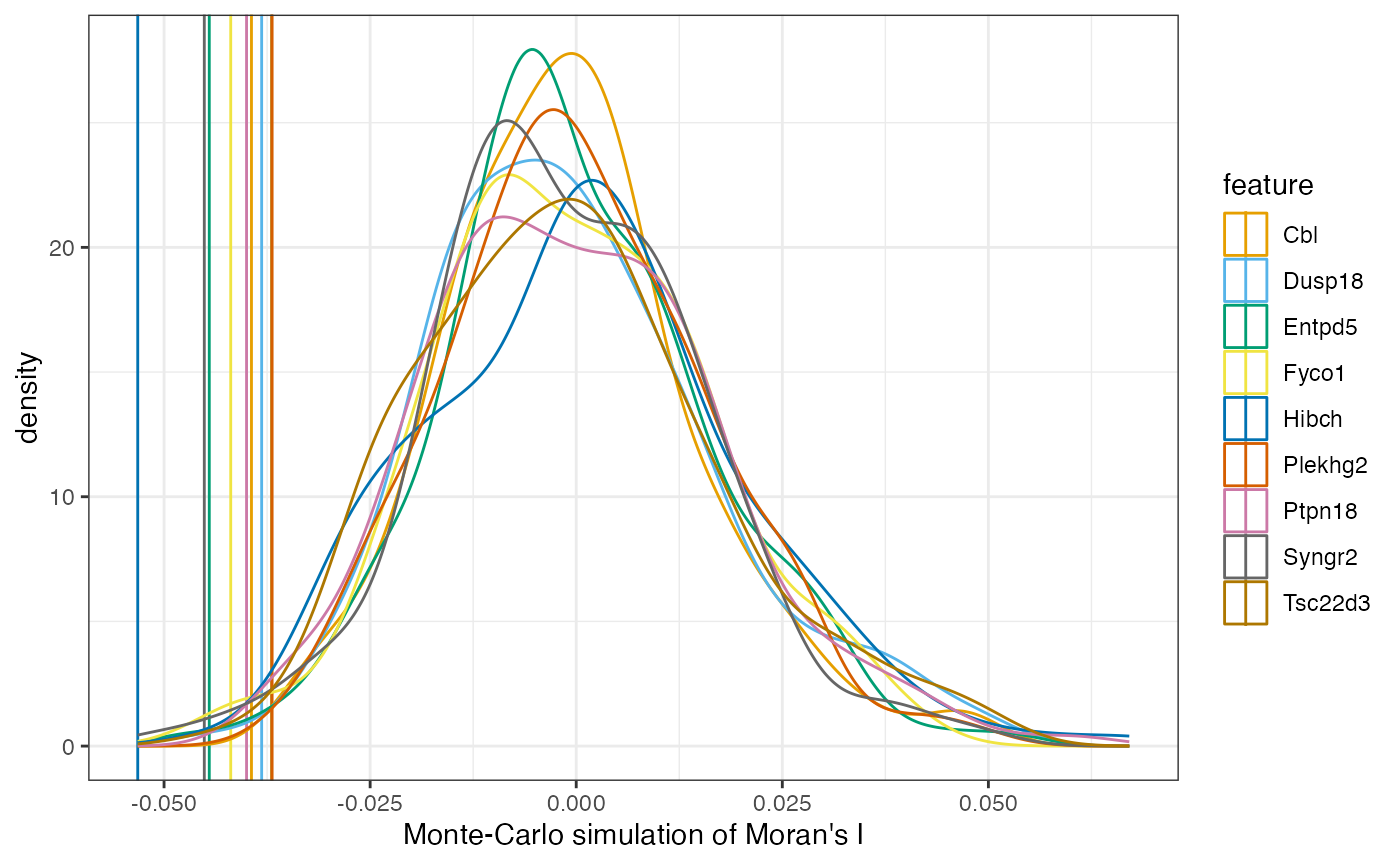 density
20
10
0
-0.050
-0.025
0.000
0.025
0.050
Monte-Carlo simulation of Moran's I
feature
Cbl
Dusp18
Entpd5
Fyco1
Hibch
Plekhg2
Ptpn18
Syngr2
Tsc22d3